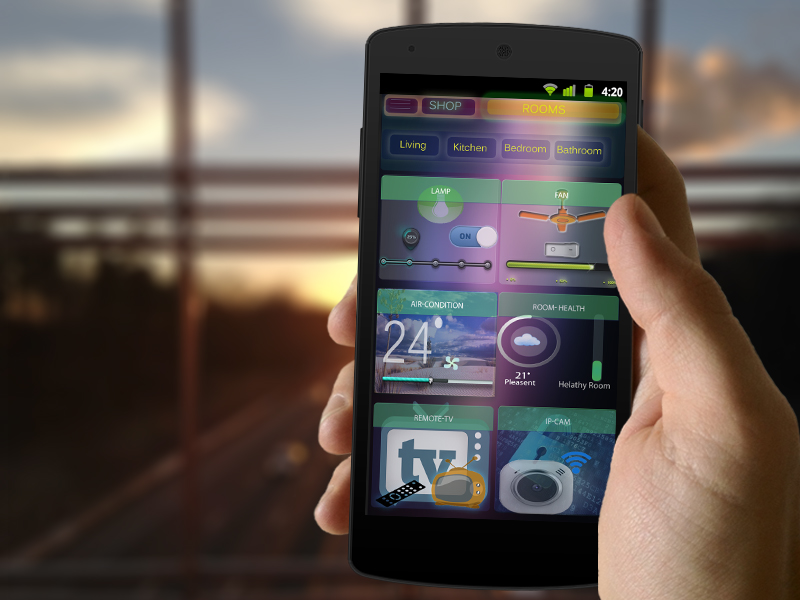 4:20
SHOP ROOMS
Living Kitchen Bedroom Bathroom
LAMP FAN
ON
AIR-CONDITION ROOM-HEALTH
24°
21°
Pleesent Helathy Room
REMOTE-TV IP-CAM
tv